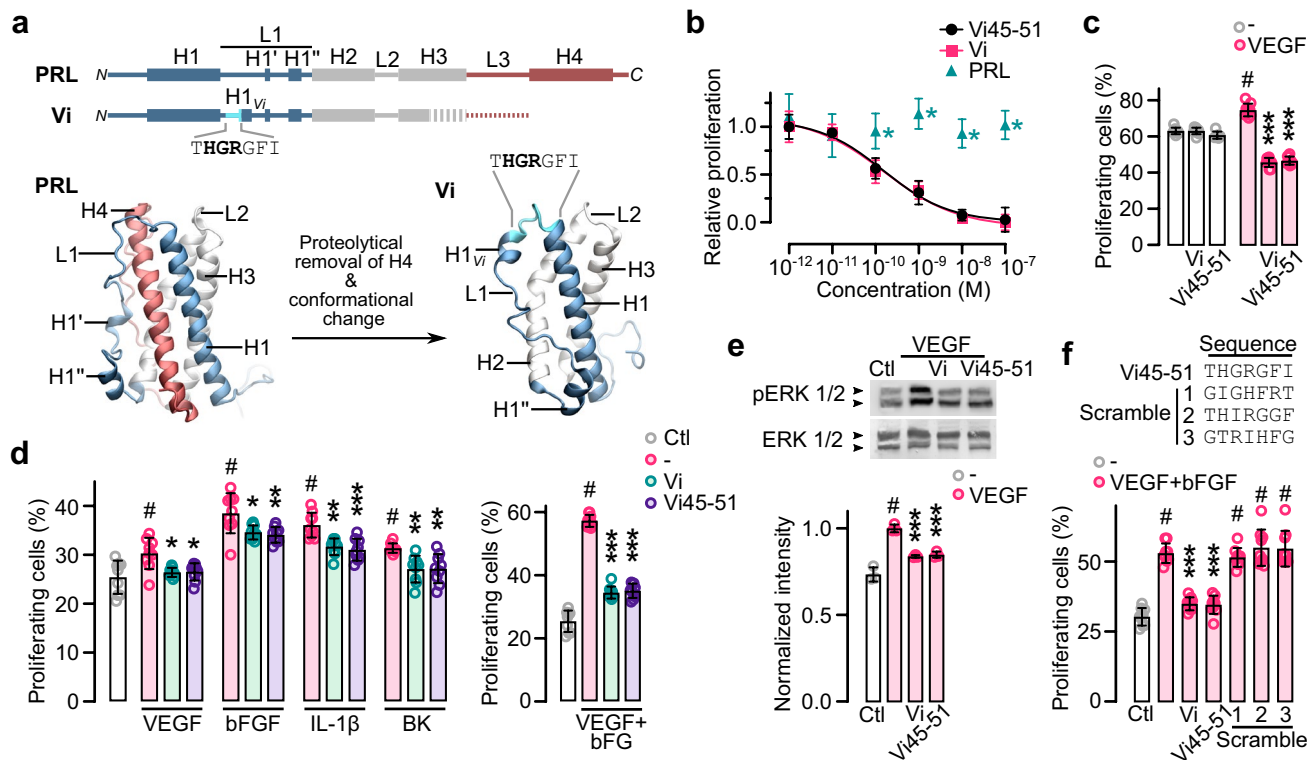 a
L1
H1 H1' H1" H2 L2 H3 L3 H4
PRL N C
H1Vi
Vi N
THGRGFI
PRL
H4
L2
L1
H3
H1'
H1
H1"
Proteolytical
removal of H4
&
conformational
change
THGRGFI
Vi
L2
H1Vi
H3
L1
H1
H2
H1"
b
Vi45-51
Vi
PRL
Relative proliferation
1.0
0.5
0.0
* * * *
10-12 10-11 10-10 10-9 10-8 10-7
Concentration (M)
c
-
VEGF
Proliferating cells (%)
80
60
40
20
0
# *** ***
Vi Vi
Vi45-51 Vi45-51
d
Ctl
-
Vi
Vi45-51
Proliferating cells (%)
40
30
20
10
0
# * * # * ** # ** *** # ** **
VEGF bFGF IL-1β BK
Proliferating cells (%)
60
40
20
0
# *** ***
VEGF+
bFG
e
VEGF
Ctl Vi Vi45-51
pERK 1/2
ERK 1/2
-
VEGF
Normalized intensity
1.0
0.5
0.0
# *** ***
Ctl Vi
Vi45-51
f
Sequence
Vi45-51 THGRGFI
Scramble
1 GIGHFRT
2 THIRGGF
3 GTRIHFG
-
VEGF+bFGF
Proliferating cells (%)
75
50
25
0
# *** *** # # #
Ctl Vi Vi45-51 1 2 3
Scramble